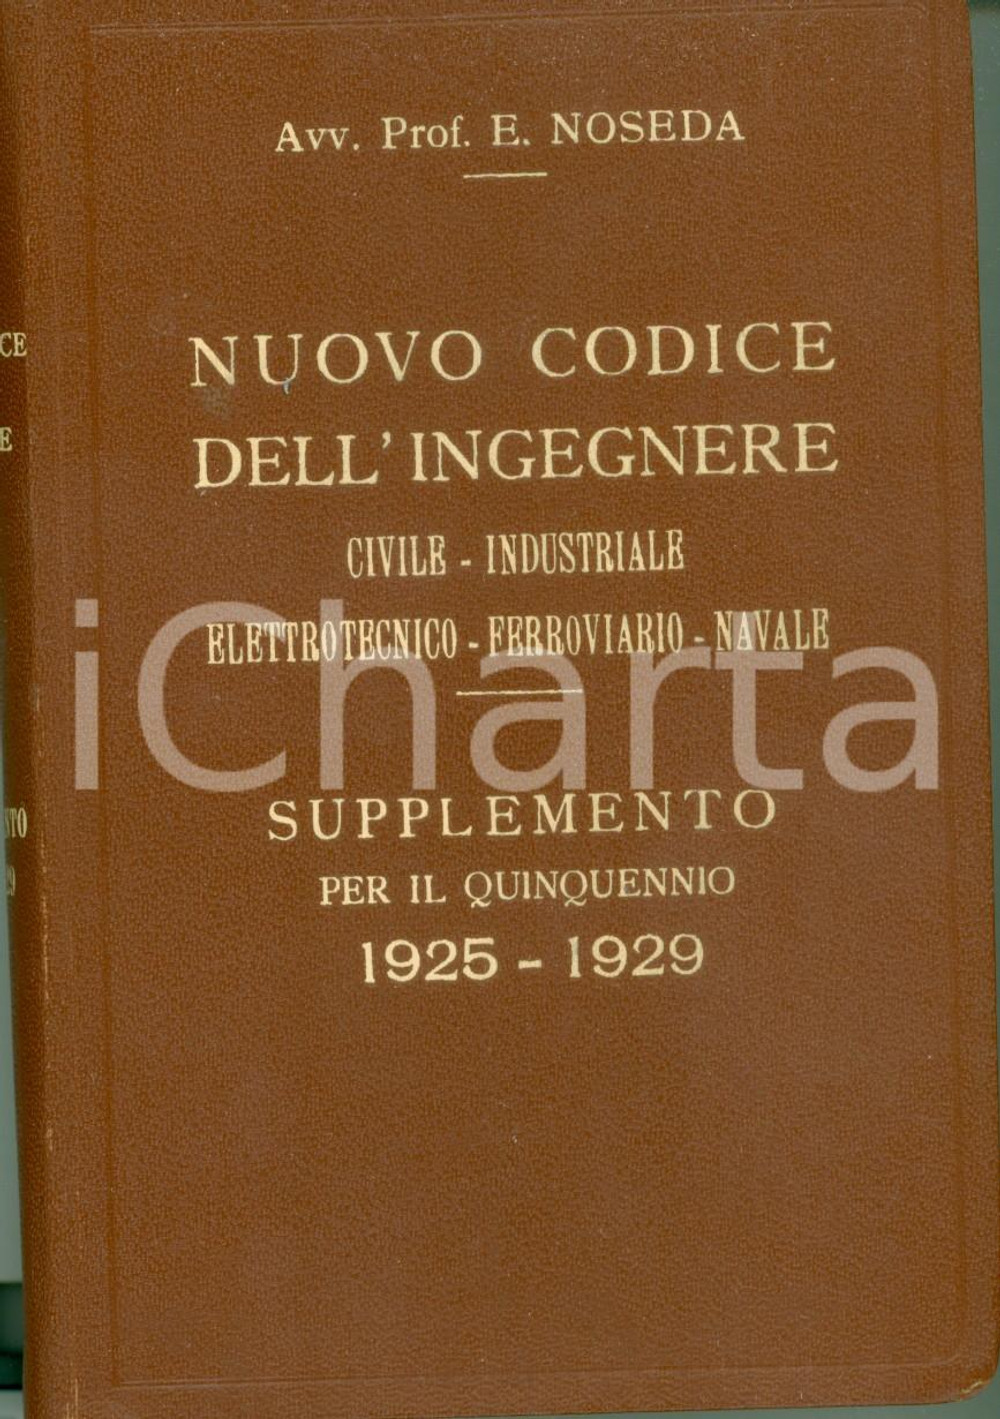 Avv. Prof. E. NOSEDA
NUOVO CODICE
DELL'INGEGNERE
CIVILE - INDUSTRIALE
ELETTROTECNICO - FERROVIARIO - NAVALE
SUPPLEMENTO
PER IL QUINQUENNIO
1925 - 1929
iCharta